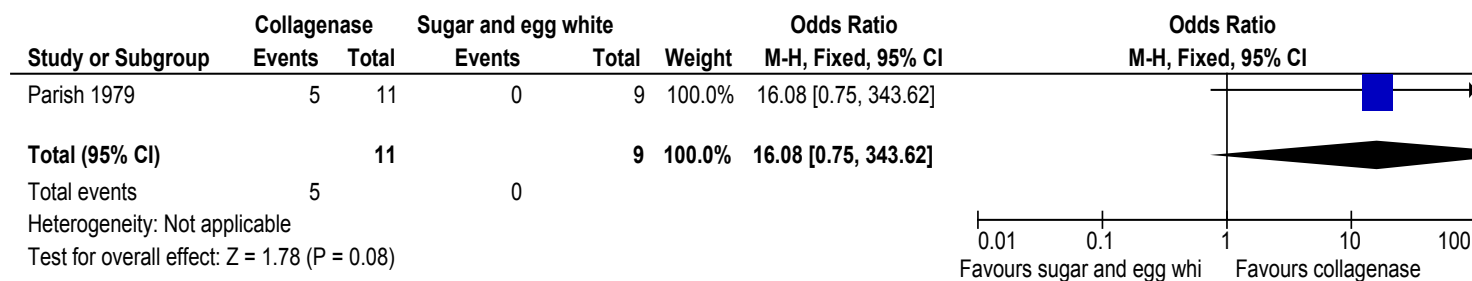 Collagenase Sugar and egg white Odds Ratio Odds Ratio
Study or Subgroup Events Total Events Total Weight M-H, Fixed, 95% CI M-H, Fixed, 95% CI
Parish 1979 5 11 0 9 100.0% 16.08 [0.75, 343.62]
Total (95% CI) 11 9 100.0% 16.08 [0.75, 343.62]
Total events 5 0
Heterogeneity: Not applicable
Test for overall effect: Z = 1.78 (P = 0.08)
0.01 0.1 1 10 100
Favours sugar and egg whi Favours collagenase